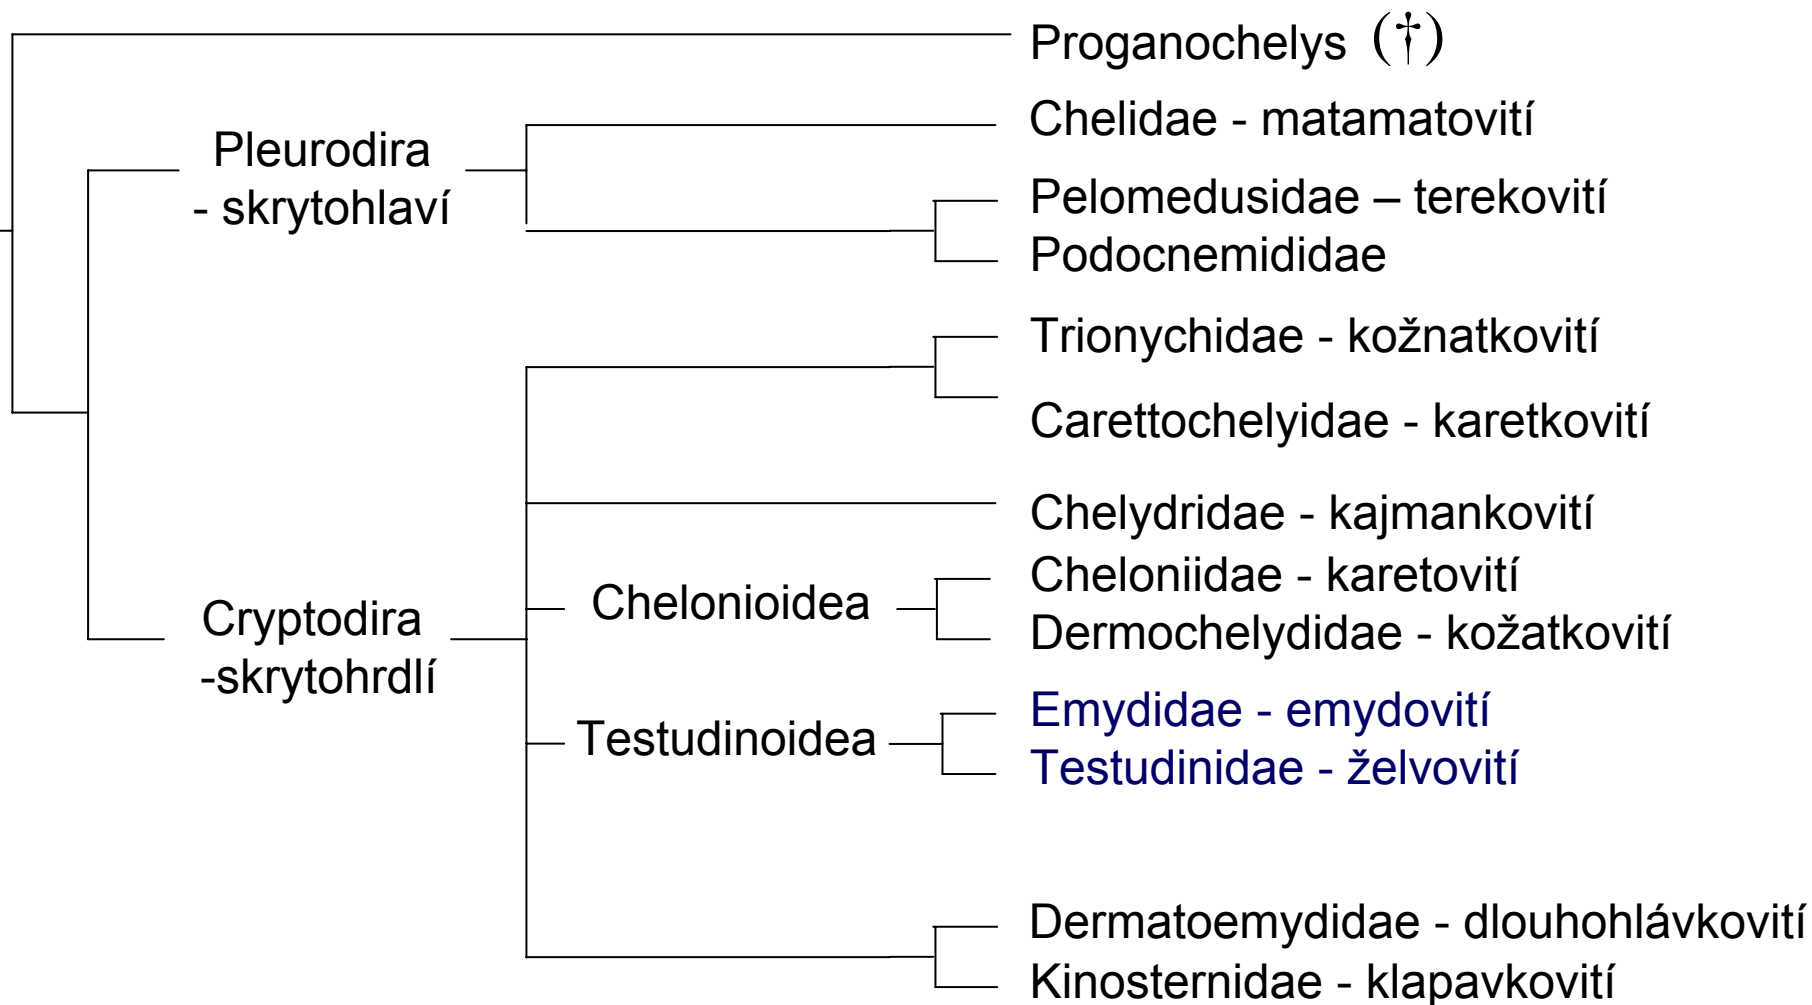 Proganochelys (†)
Chelidae - matamatovití
Pleurodira
- skrytohlaví
Pelomedusidae – terekovití
Podocnemididae
Trionychidae - kožnatkovití
Carettochelyidae - karetkovití
Chelydridae - kajmankovití
Cheloniidae - karetovití
Chelonioidea
Dermochelydidae - kožatkovití
Cryptodira
-skrytohrdlí
Emydidae - emydovití
Testudinoidea
Testudinidae - želvovití
Dermatoemydidae - dlouhohlávkovití
Kinosternidae - klapavkovití